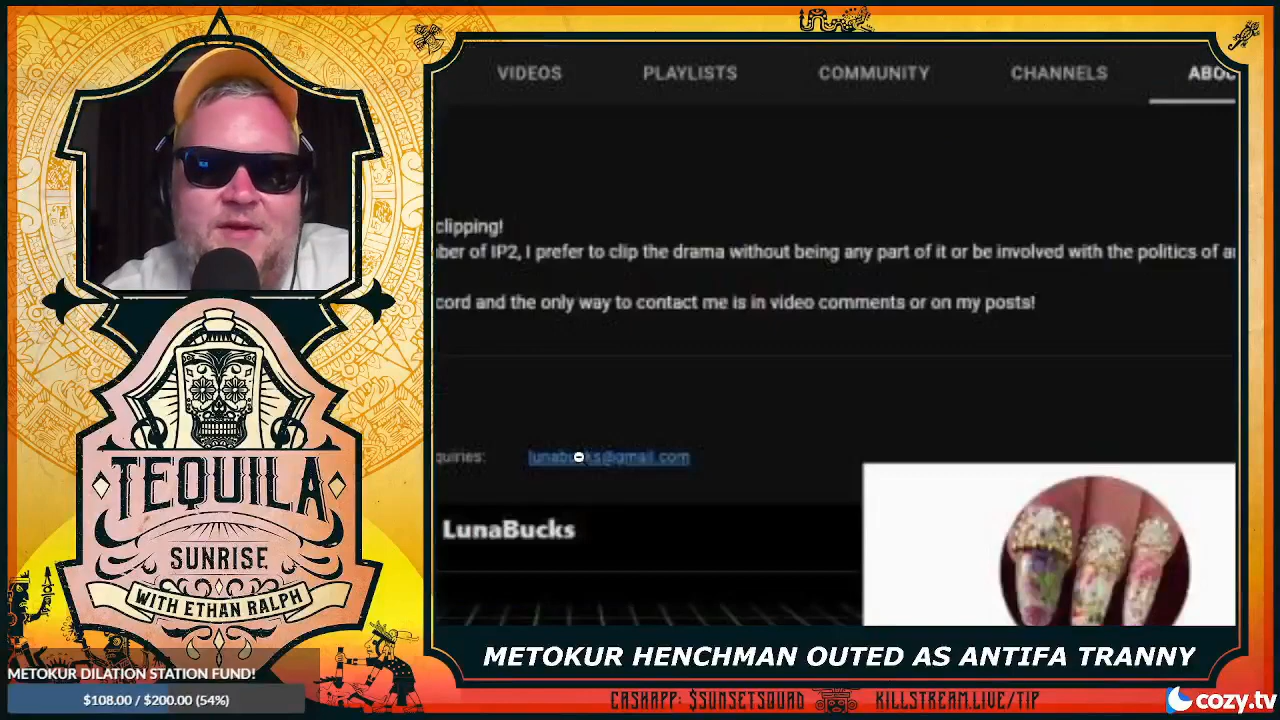 VIDEOS PLAYLISTS COMMUNITY CHANNELS ABOU
clipping!
ber of IP2, I prefer to clip the drama without being any part of it or be involved with the politics of a
cord and the only way to contact me is in video comments or on my posts!
quiries: lunabucks@gmail.com
LunaBucks
TEQUILA
SUNRISE
WITH ETHAN RALPH
METOKUR DILATION STATION FUND!
$108.00 / $200.00 (54%)
METOKUR HENCHMAN OUTED AS ANTIFA TRANNY
CASHAPP: $SUNSETSQUAD KILLSTREAM.LIVE/TIP
cozy.tv